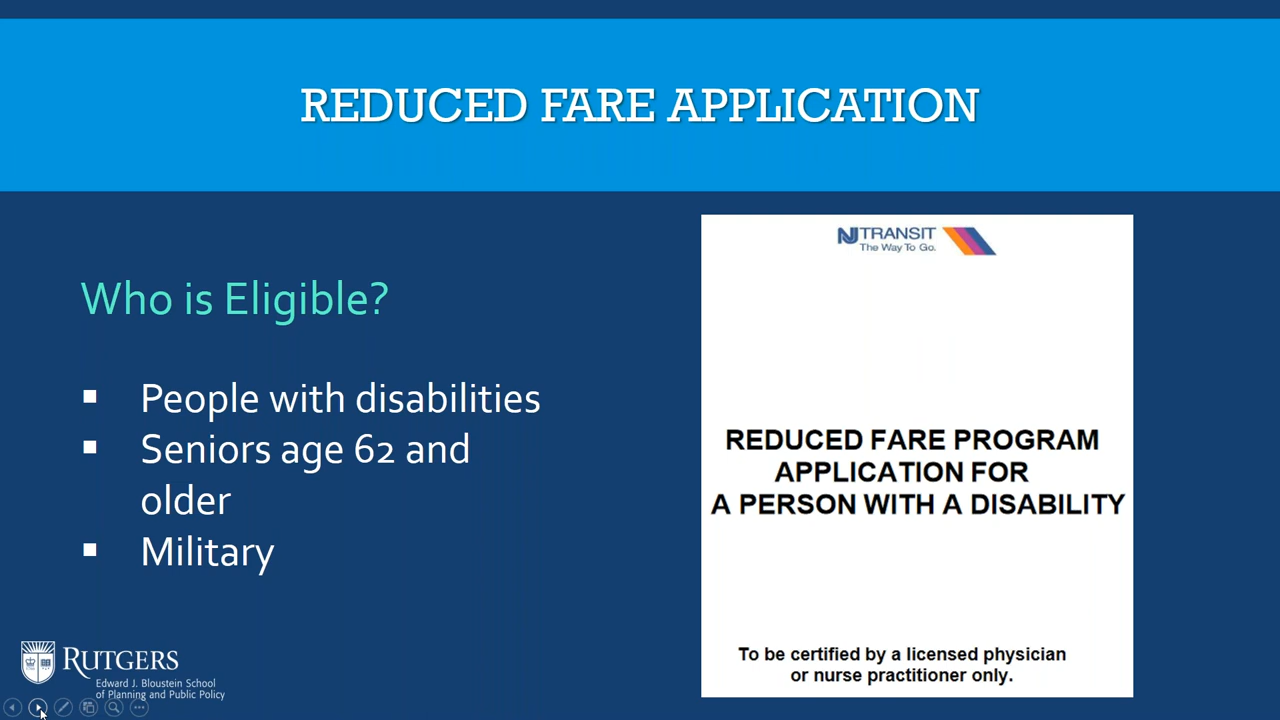 REDUCED FARE APPLICATION
Who is Eligible?
▪ People with disabilities
▪ Seniors age 62 and
older
▪ Military
NJ TRANSIT
The Way To Go.
REDUCED FARE PROGRAM
APPLICATION FOR
A PERSON WITH A DISABILITY
To be certified by a licensed physician
or nurse practitioner only.
RUTGERS
Edward J. Bloustein School
of Planning and Public Policy